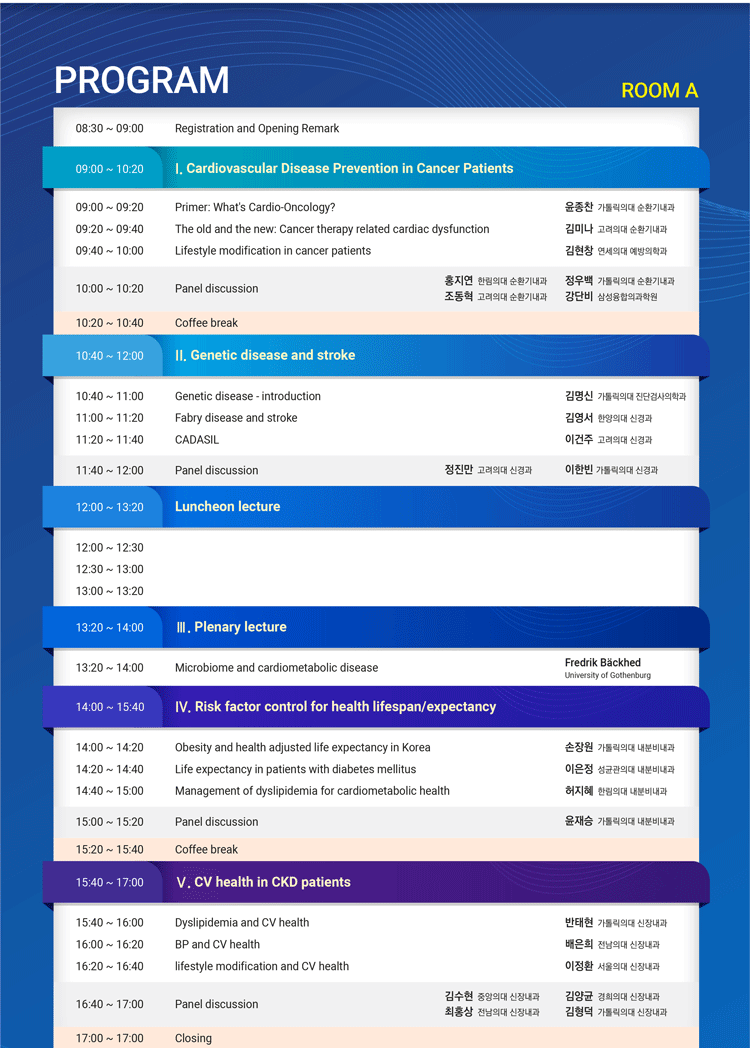 PROGRAM
ROOM A
08:30 ~ 09:00 Registration and Opening Remark
09:00 ~ 10:20 Ⅰ. Cardiovascular Disease Prevention in Cancer Patients
09:00 ~ 09:20 Primer: What's Cardio-Oncology? 윤종찬 가톨릭의대 순환기내과
09:20 ~ 09:40 The old and the new: Cancer therapy related cardiac dysfunction 김미나 고려의대 순환기내과
09:40 ~ 10:00 Lifestyle modification in cancer patients 김현창 연세의대 예방의학과
10:00 ~ 10:20 Panel discussion 홍지연 한림의대 순환기내과 정우백 가톨릭의대 순환기내과
조동혁 고려의대 순환기내과 강단비 삼성융합의과학원
10:20 ~ 10:40 Coffee break
10:40 ~ 12:00 Ⅱ. Genetic disease and stroke
10:40 ~ 11:00 Genetic disease - introduction 김명신 가톨릭의대 진단검사의학과
11:00 ~ 11:20 Fabry disease and stroke 김영서 한양의대 신경과
11:20 ~ 11:40 CADASIL 이건주 고려의대 신경과
11:40 ~ 12:00 Panel discussion 정진만 고려의대 신경과 이한빈 가톨릭의대 신경과
12:00 ~ 13:20 Luncheon lecture
12:00 ~ 12:30
12:30 ~ 13:00
13:00 ~ 13:20
13:20 ~ 14:00 Ⅲ. Plenary lecture
13:20 ~ 14:00 Microbiome and cardiometabolic disease Fredrik Bäckhed
University of Gothenburg
14:00 ~ 15:40 Ⅳ. Risk factor control for health lifespan/expectancy
14:00 ~ 14:20 Obesity and health adjusted life expectancy in Korea 손장원 가톨릭의대 내분비내과
14:20 ~ 14:40 Life expectancy in patients with diabetes mellitus 이은정 성균관의대 내분비내과
14:40 ~ 15:00 Management of dyslipidemia for cardiometabolic health 허지혜 한림의대 내분비내과
15:00 ~ 15:20 Panel discussion 윤재승 가톨릭의대 내분비내과
15:20 ~ 15:40 Coffee break
15:40 ~ 17:00 Ⅴ. CV health in CKD patients
15:40 ~ 16:00 Dyslipidemia and CV health 반태현 가톨릭의대 신장내과
16:00 ~ 16:20 BP and CV health 배은희 전남의대 신장내과
16:20 ~ 16:40 lifestyle modification and CV health 이정환 서울의대 신장내과
16:40 ~ 17:00 Panel discussion 김수현 중앙의대 신장내과 김양균 경희의대 신장내과
최홍상 전남의대 신장내과 김형덕 가톨릭의대 신장내과
17:00 ~ 17:00 Closing